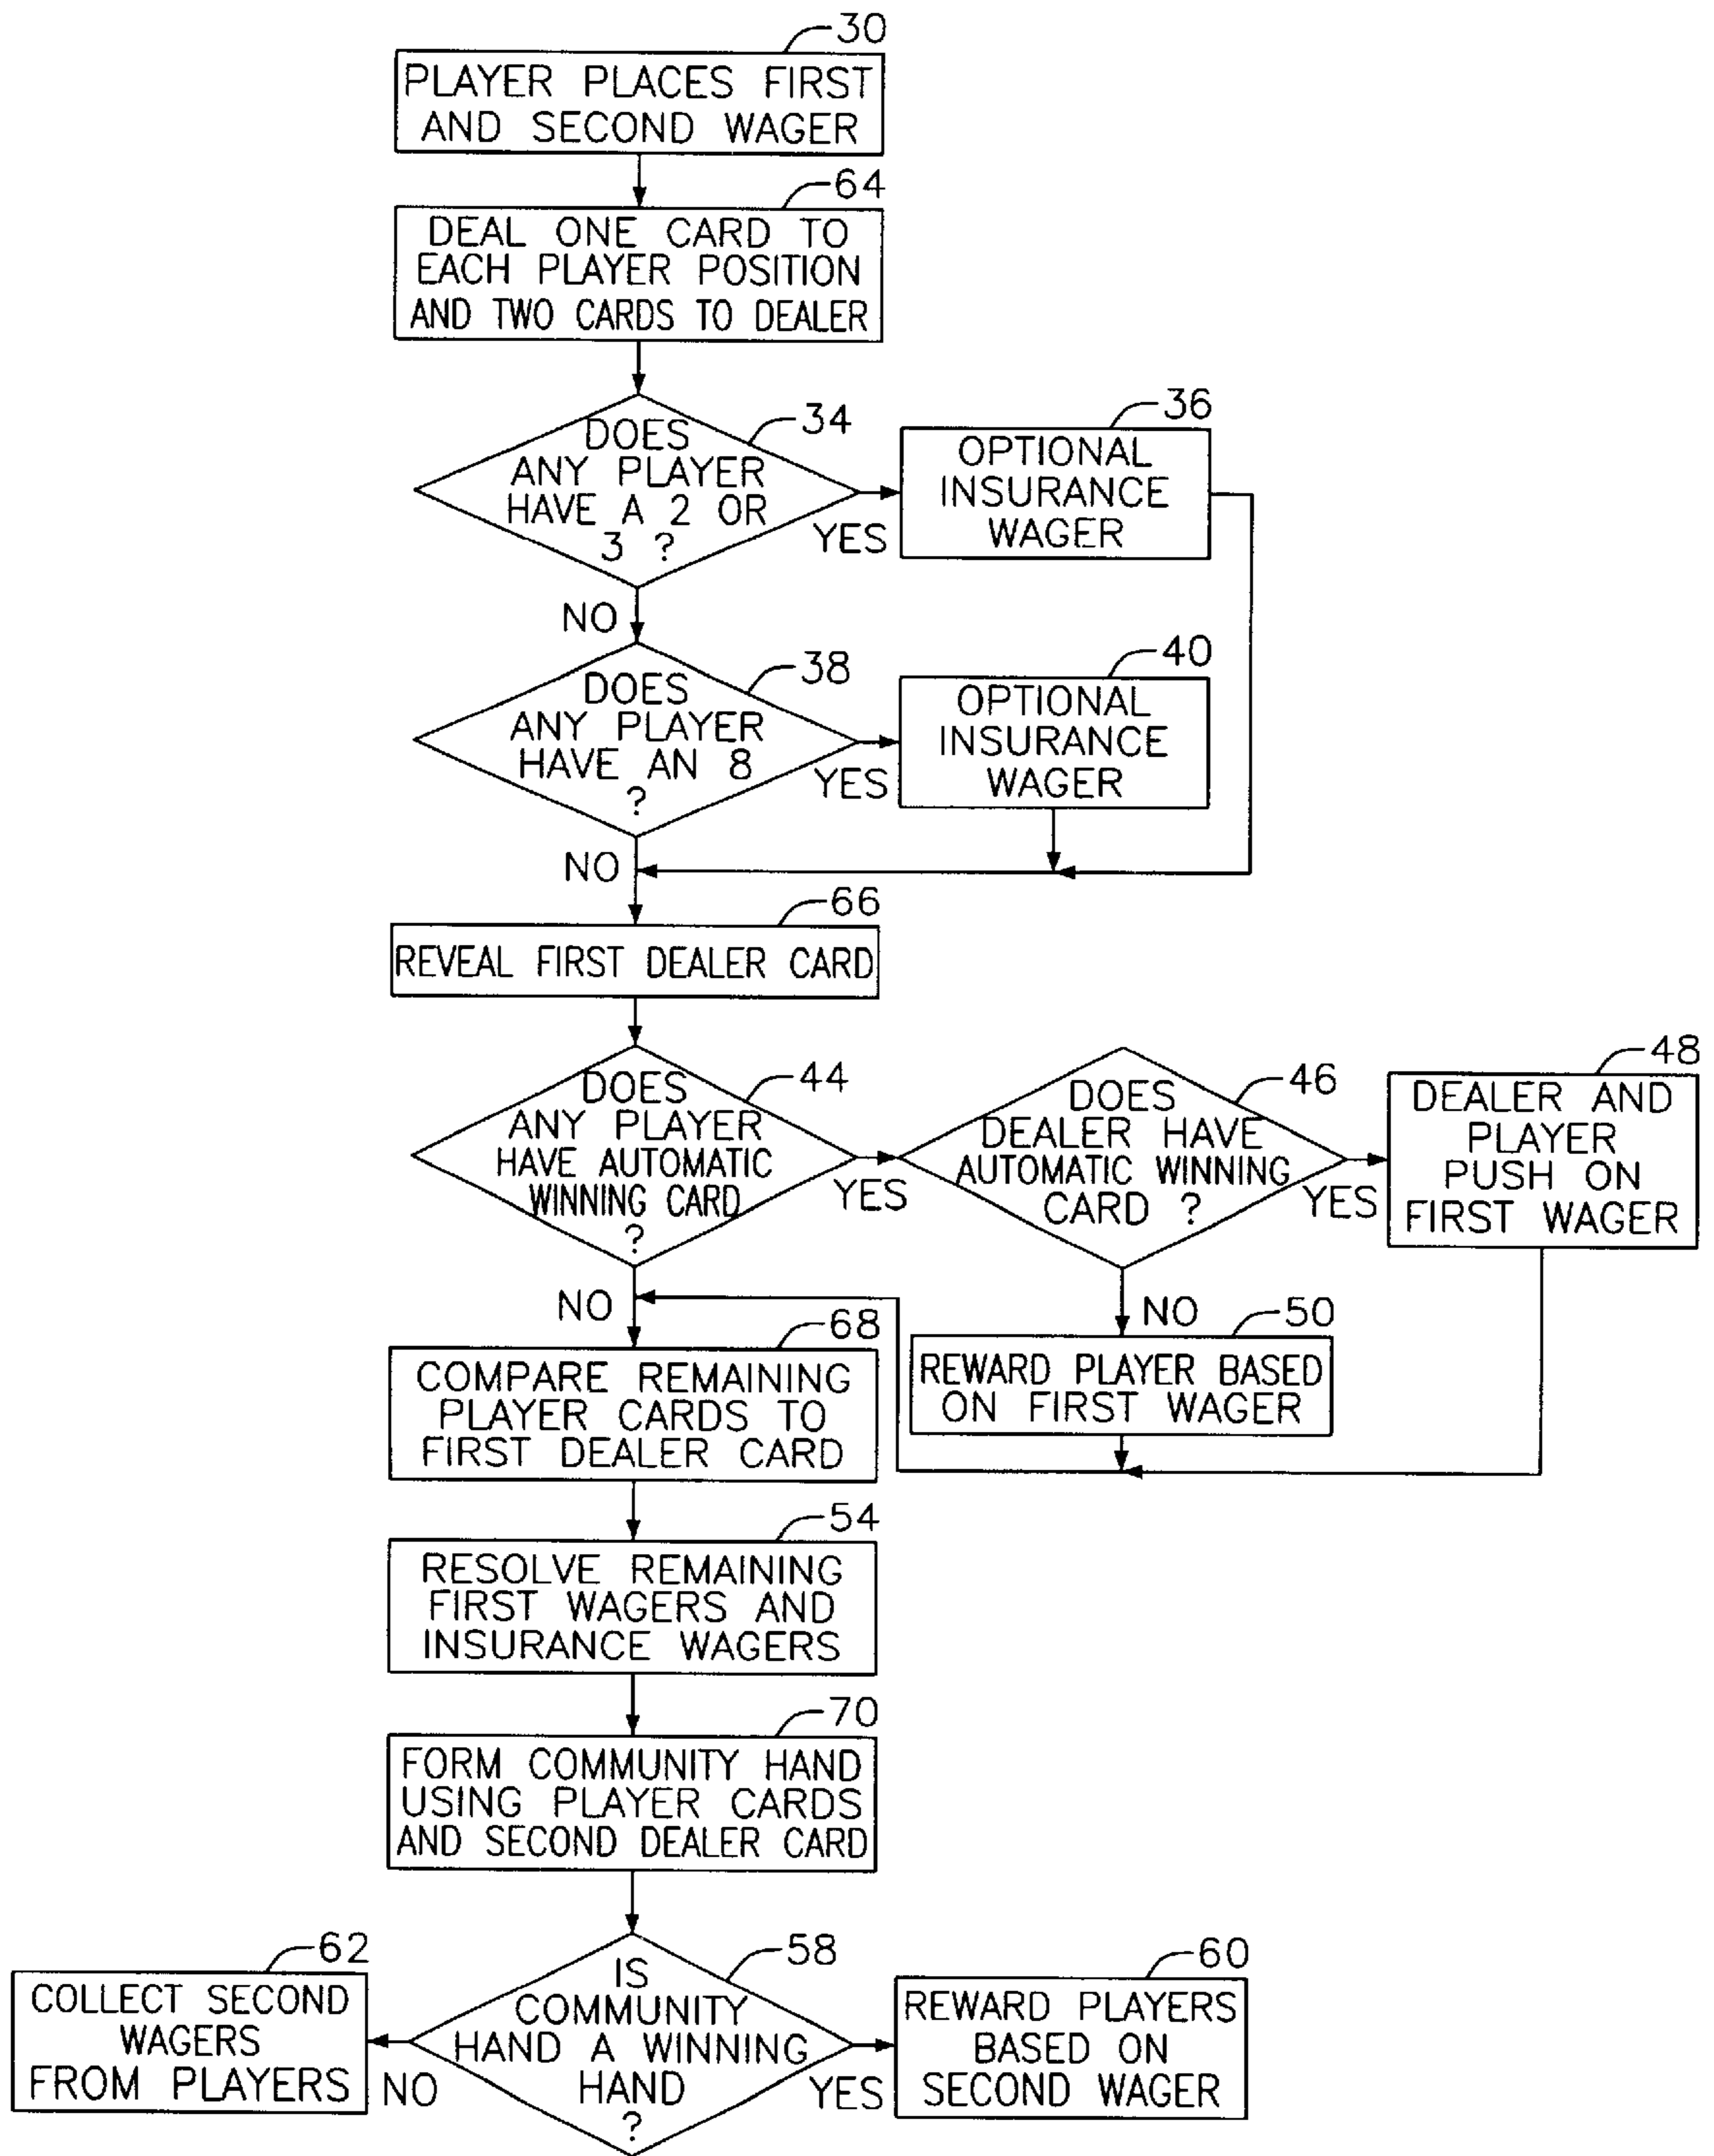 30
PLAYER PLACES FIRST
AND SECOND WAGER
64
DEAL ONE CARD TO
EACH PLAYER POSITION
AND TWO CARDS TO DEALER
34
DOES
ANY PLAYER
HAVE A 2 OR
3 ?
YES
NO
36
OPTIONAL
INSURANCE
WAGER
38
DOES
ANY PLAYER
HAVE AN 8
?
YES
NO
40
OPTIONAL
INSURANCE
WAGER
66
REVEAL FIRST DEALER CARD
44
DOES
ANY PLAYER
HAVE AUTOMATIC
WINNING CARD
?
YES
NO
46
DOES
DEALER HAVE
AUTOMATIC WINNING
CARD ?
YES
NO
48
DEALER AND
PLAYER
PUSH ON
FIRST WAGER
50
REWARD PLAYER BASED
ON FIRST WAGER
68
COMPARE REMAINING
PLAYER CARDS TO
FIRST DEALER CARD
54
RESOLVE REMAINING
FIRST WAGERS AND
INSURANCE WAGERS
70
FORM COMMUNITY HAND
USING PLAYER CARDS
AND SECOND DEALER CARD
58
IS
COMMUNITY
HAND A WINNING
HAND
?
NO
YES
62
COLLECT SECOND
WAGERS
FROM PLAYERS
60
REWARD PLAYERS
BASED ON
SECOND WAGER